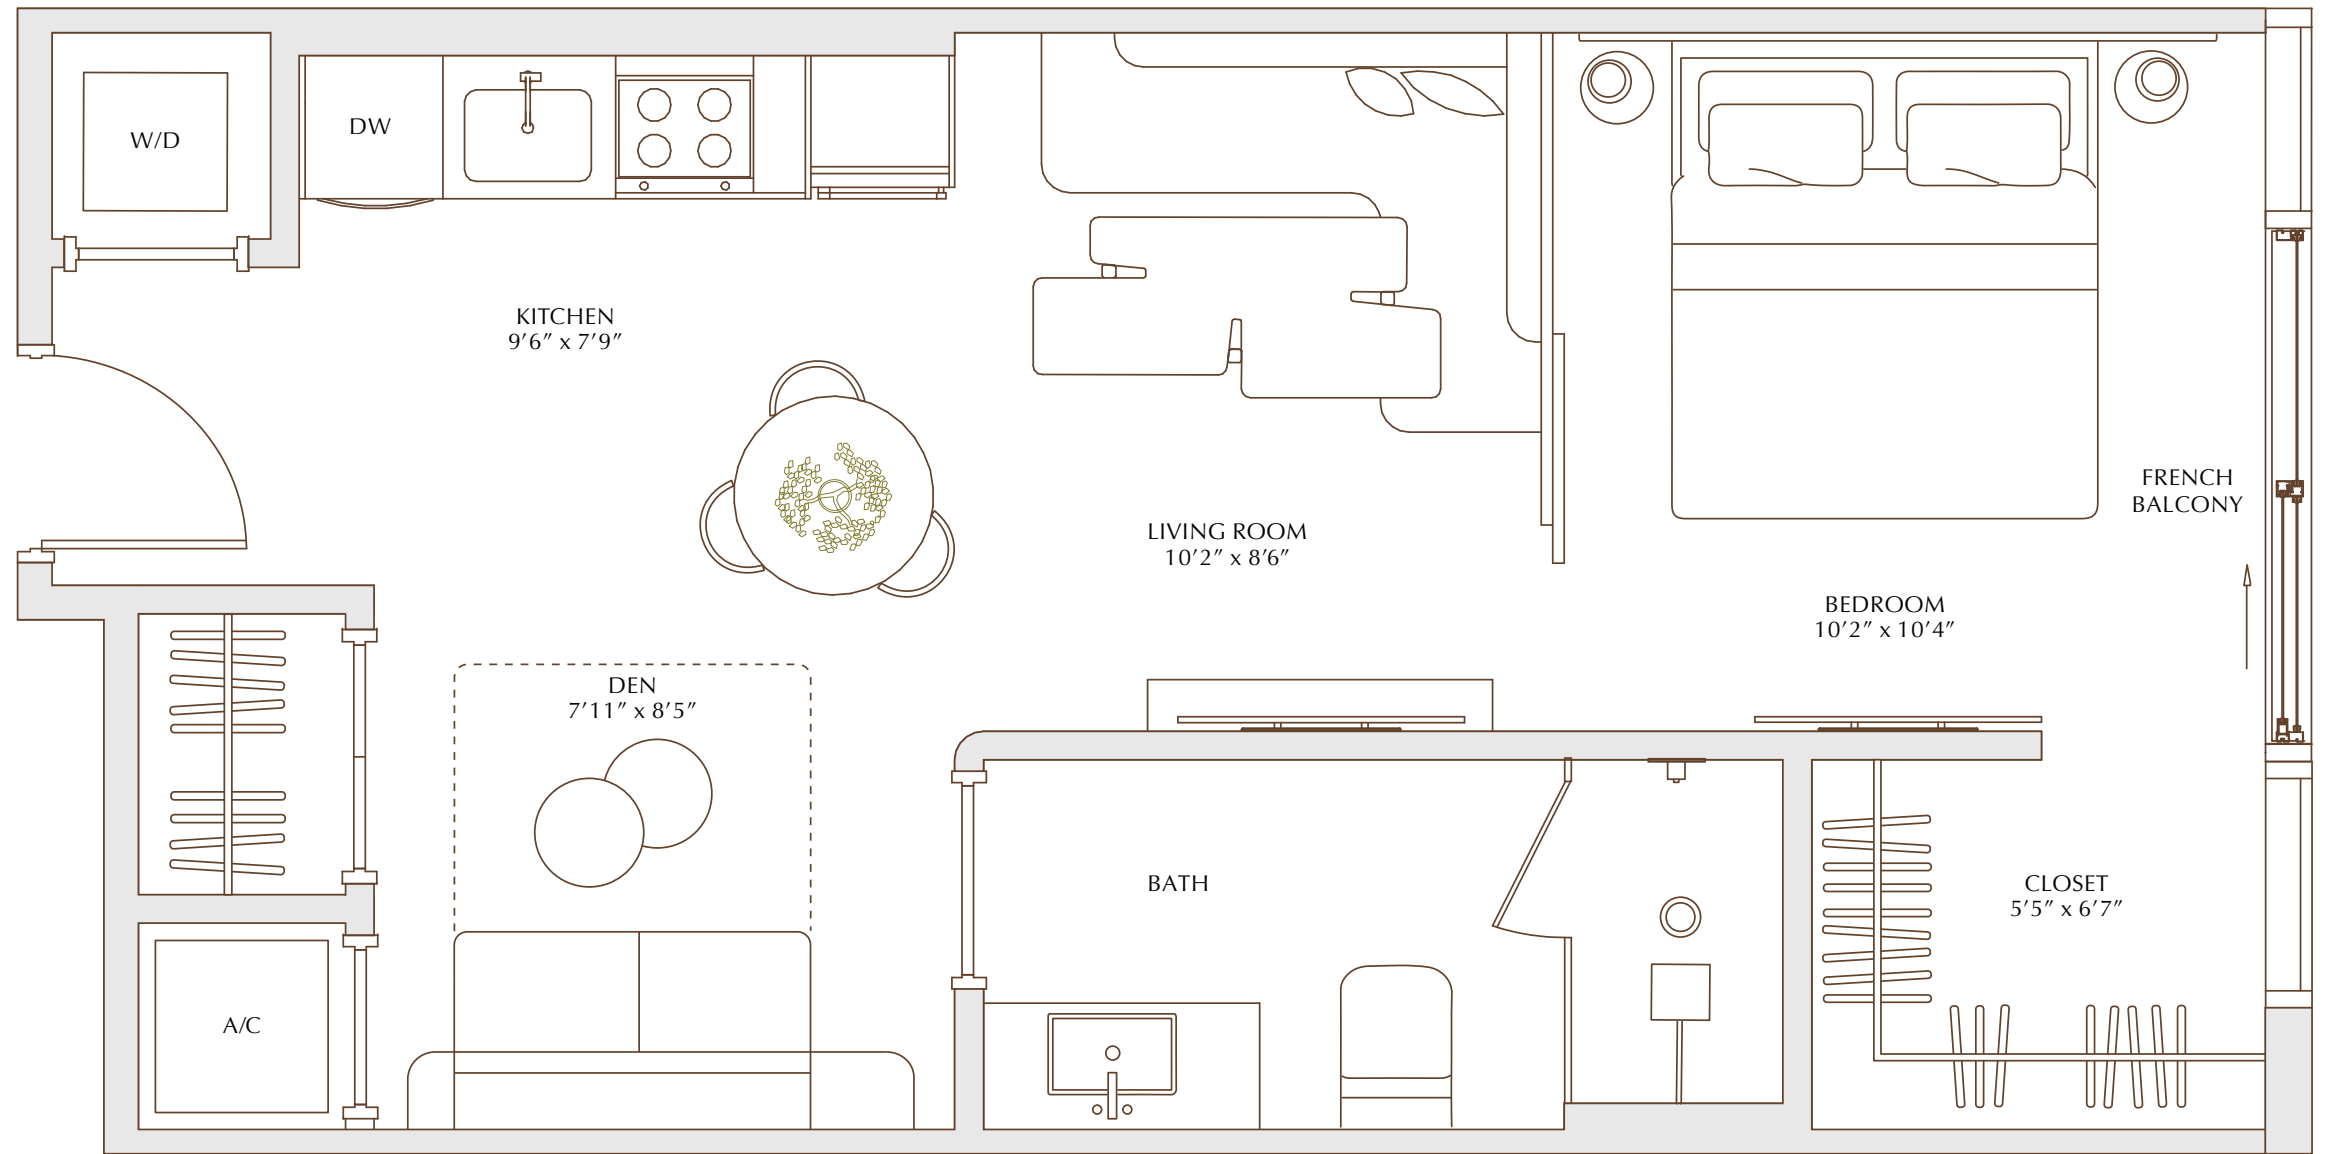 W/D
DW
KITCHEN
9’6” x 7’9”
LIVING ROOM
10’2” x 8’6”
FRENCH
BALCONY
BEDROOM
10’2” x 10’4”
DEN
7’11” x 8’5”
BATH
CLOSET
5’5” x 6’7”
A/C